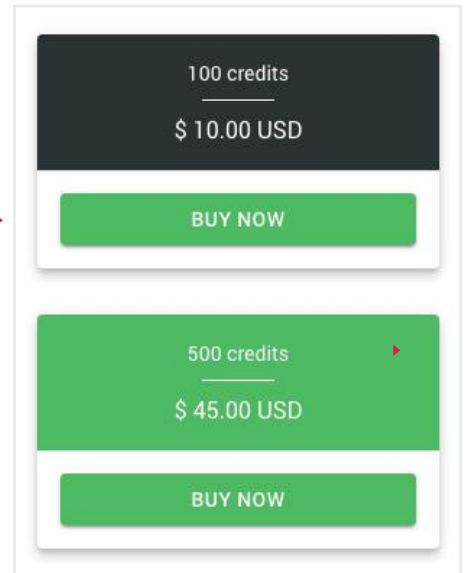 100 credits
$ 10.00 USD
BUY NOW
500 credits
$ 45.00 USD
BUY NOW